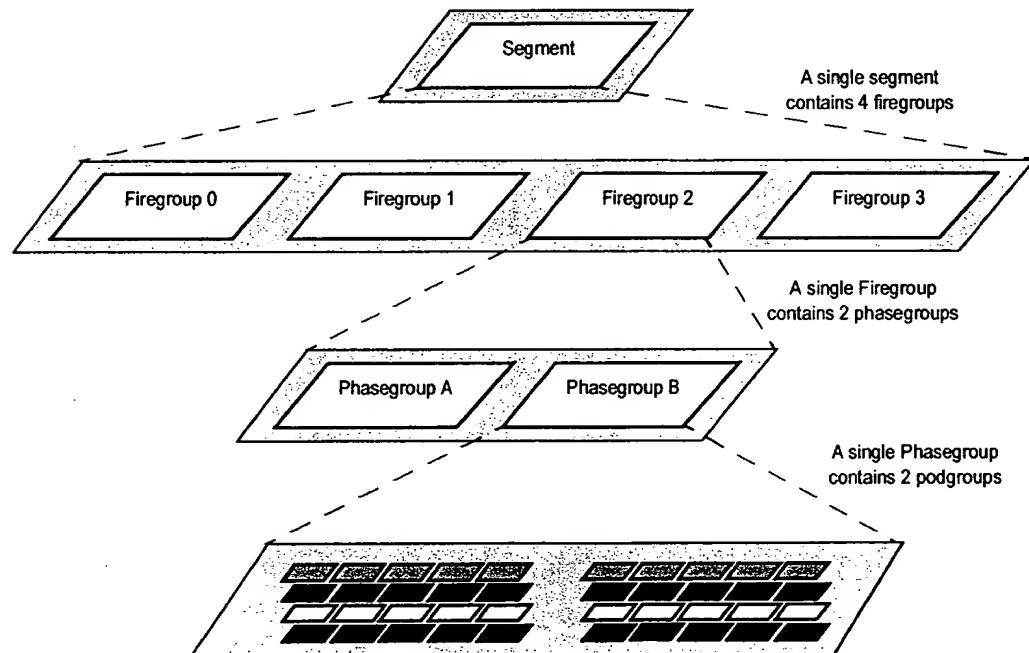 Segment
A single segment
contains 4 firegroups
Firegroup 0
Firegroup 1
Firegroup 2
Firegroup 3
A single Firegroup
contains 2 phasegroups
Phasegroup A
Phasegroup B
A single Phasegroup
contains 2 podgroups